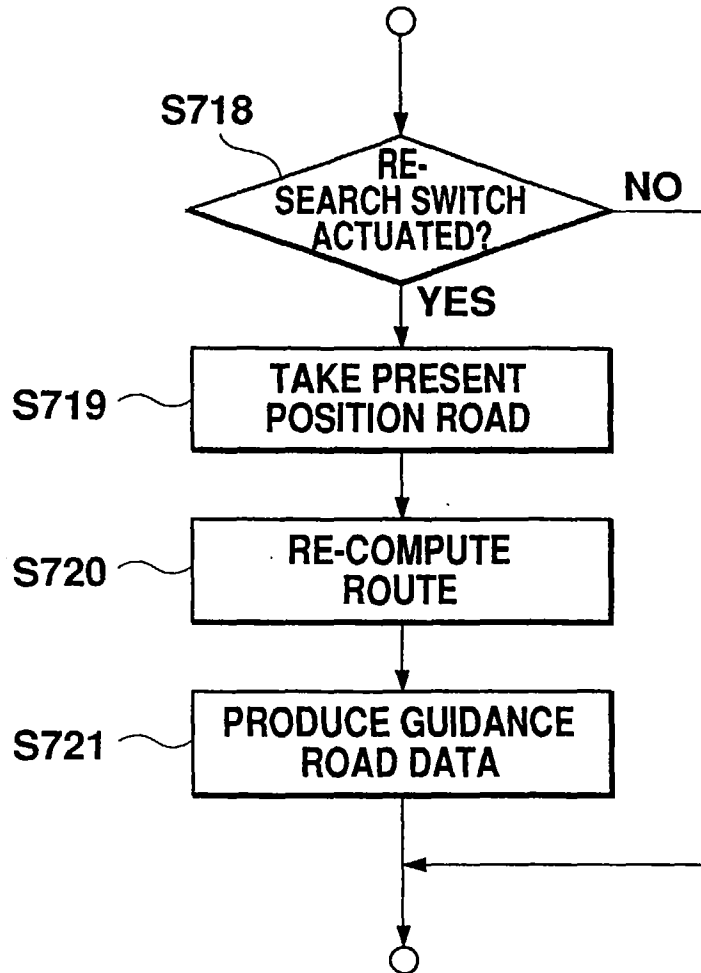 S718
RE-
SEARCH SWITCH
ACTUATED?
NO
YES
S719
TAKE PRESENT
POSITION ROAD
S720
RE-COMPUTE
ROUTE
S721
PRODUCE GUIDANCE
ROAD DATA